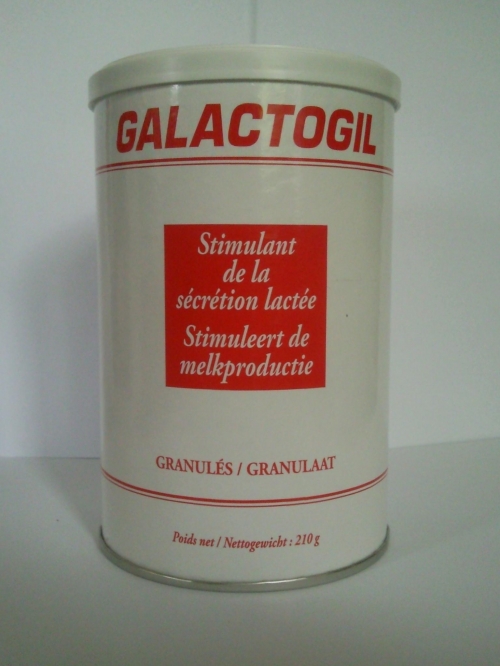 GALACTOGIL
Stimulant
de la
sécrétion lactée
Stimuleert de
melkproductie
GRANULÉS / GRANULAAT
Poids net / Nettogewicht : 210 g